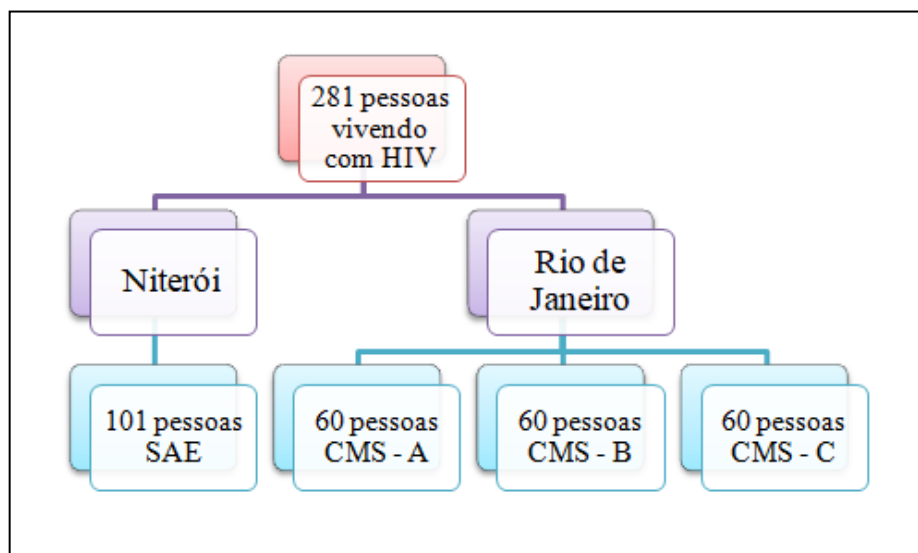 281 pessoas
vivendo
com HIV
Niterói
Rio de
Janeiro
101 pessoas
SAE
60 pessoas
CMS - A
60 pessoas
CMS - B
60 pessoas
CMS - C